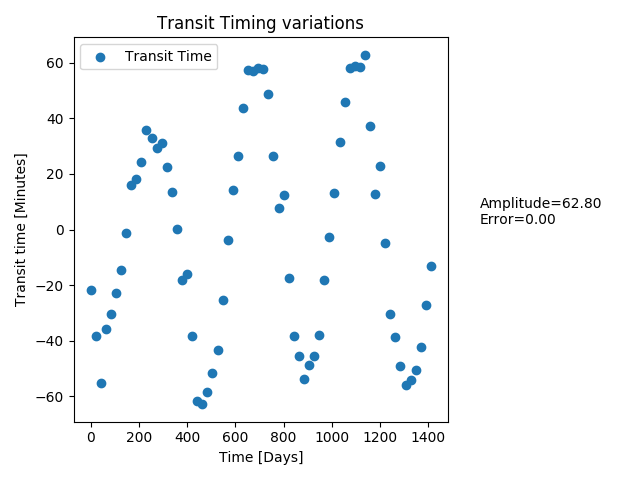 Transit Timing variations
Transit Time
Transit time [Minutes]
60
40
20
0
−20
−40
−60
0 200 400 600 800 1000 1200 1400
Time [Days]
Amplitude=62.80
Error=0.00